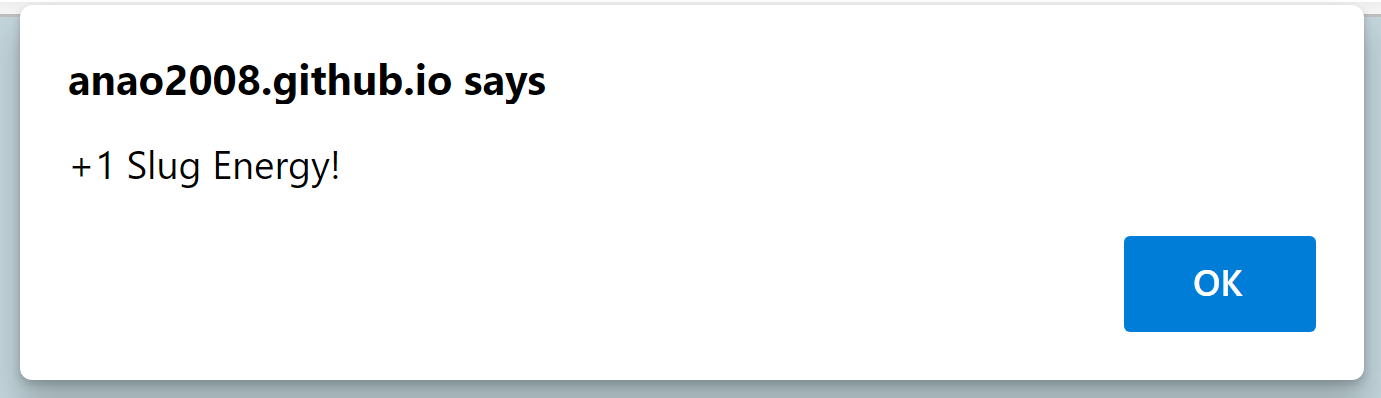 anao2008.github.io says
+1 Slug Energy!
OK